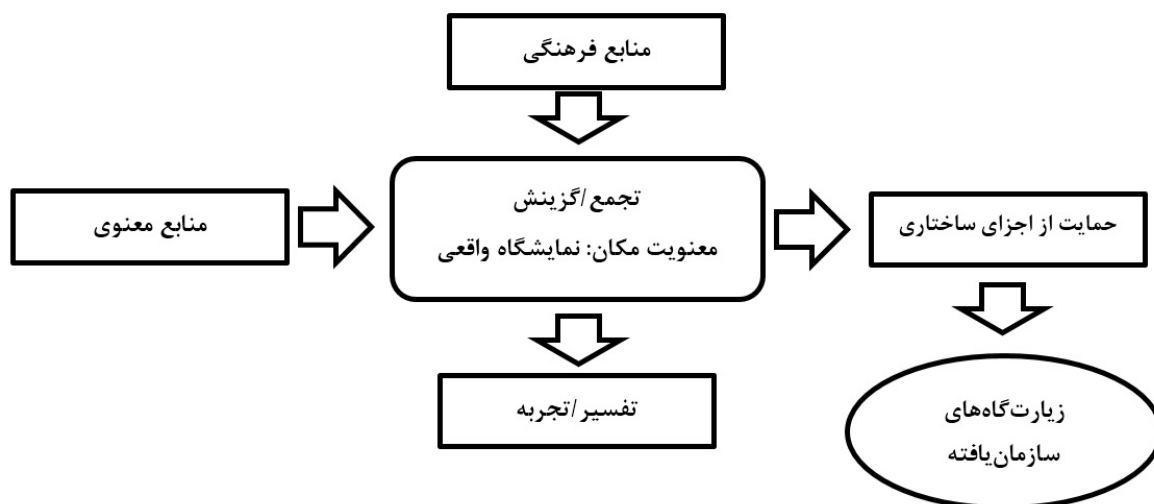 منابع فرهنگی
منابع معنوی
تجمع/گزینش
معنویت مکان: نمایشگاه واقعی
حمایت از اجزای ساختاری
تفسیر/تجربه
زیارت‌گاه‌های
سازمان‌یافته